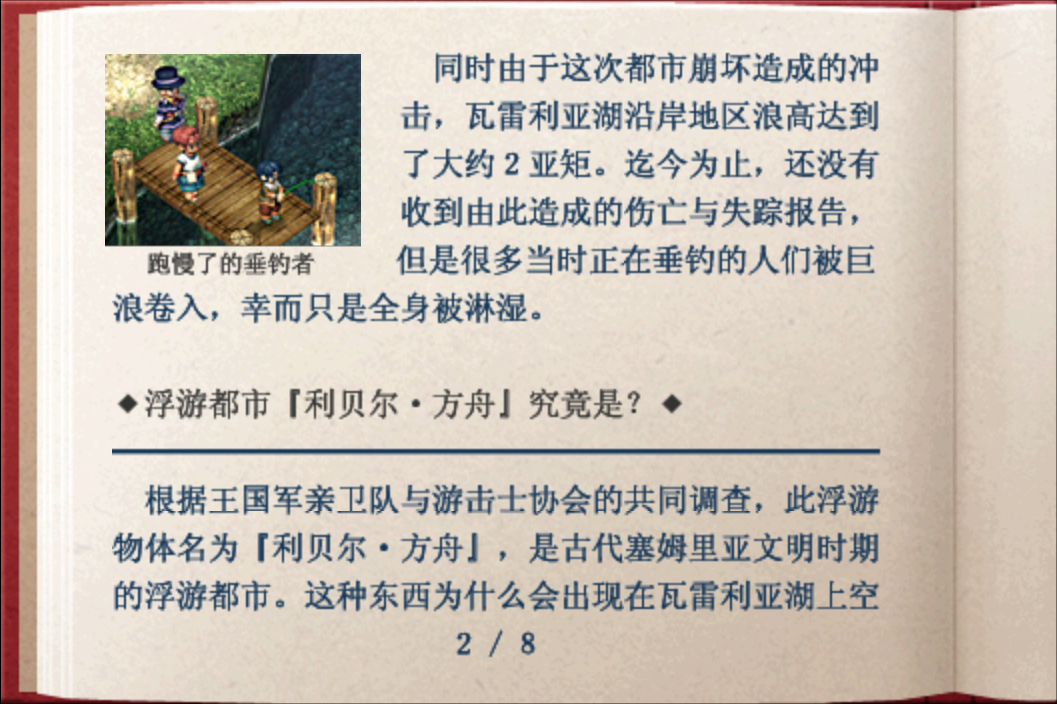 同时由于这次都市崩坏造成的冲
击，瓦雷利亚湖沿岸地区浪高达到
了大约2亚矩。迄今为止，还没有
收到由此造成的伤亡与失踪报告，
但是很多当时正在垂钓的人们被巨
跑慢了的垂钓者
浪卷入，幸而只是全身被淋湿。
◆浮游都市『利贝尔·方舟』究竟是？◆
根据王国军亲卫队与游击士协会的共同调查，此浮游
物体名为『利贝尔·方舟』，是古代塞姆里亚文明时期
的浮游都市。这种东西为什么会出现在瓦雷利亚湖上空
2 / 8